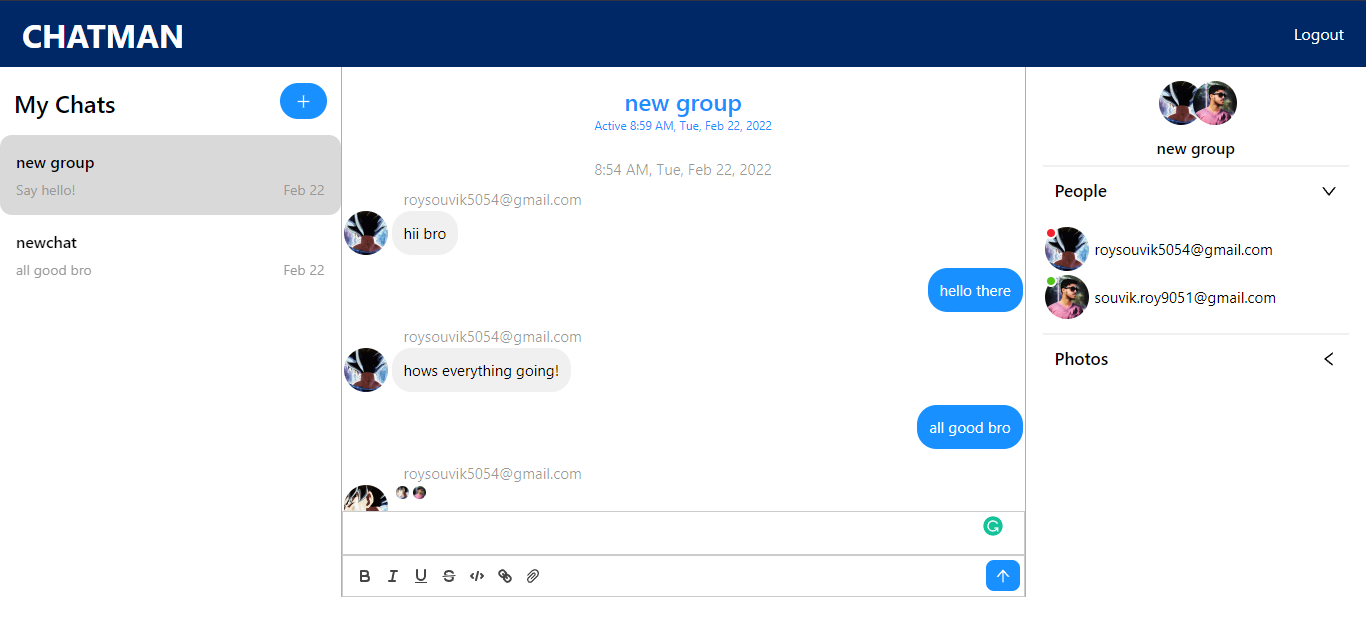 CHATMAN
Logout
My Chats
new group
Say hello!
Feb 22
newchat
all good bro
Feb 22
new group
Active 8:59 AM, Tue, Feb 22, 2022
8:54 AM, Tue, Feb 22, 2022
roysouvik5054@gmail.com
hii bro
hello there
roysouvik5054@gmail.com
hows everything going!
all good bro
roysouvik5054@gmail.com
B I U S </>
new group
People
roysouvik5054@gmail.com
souvik.roy9051@gmail.com
Photos